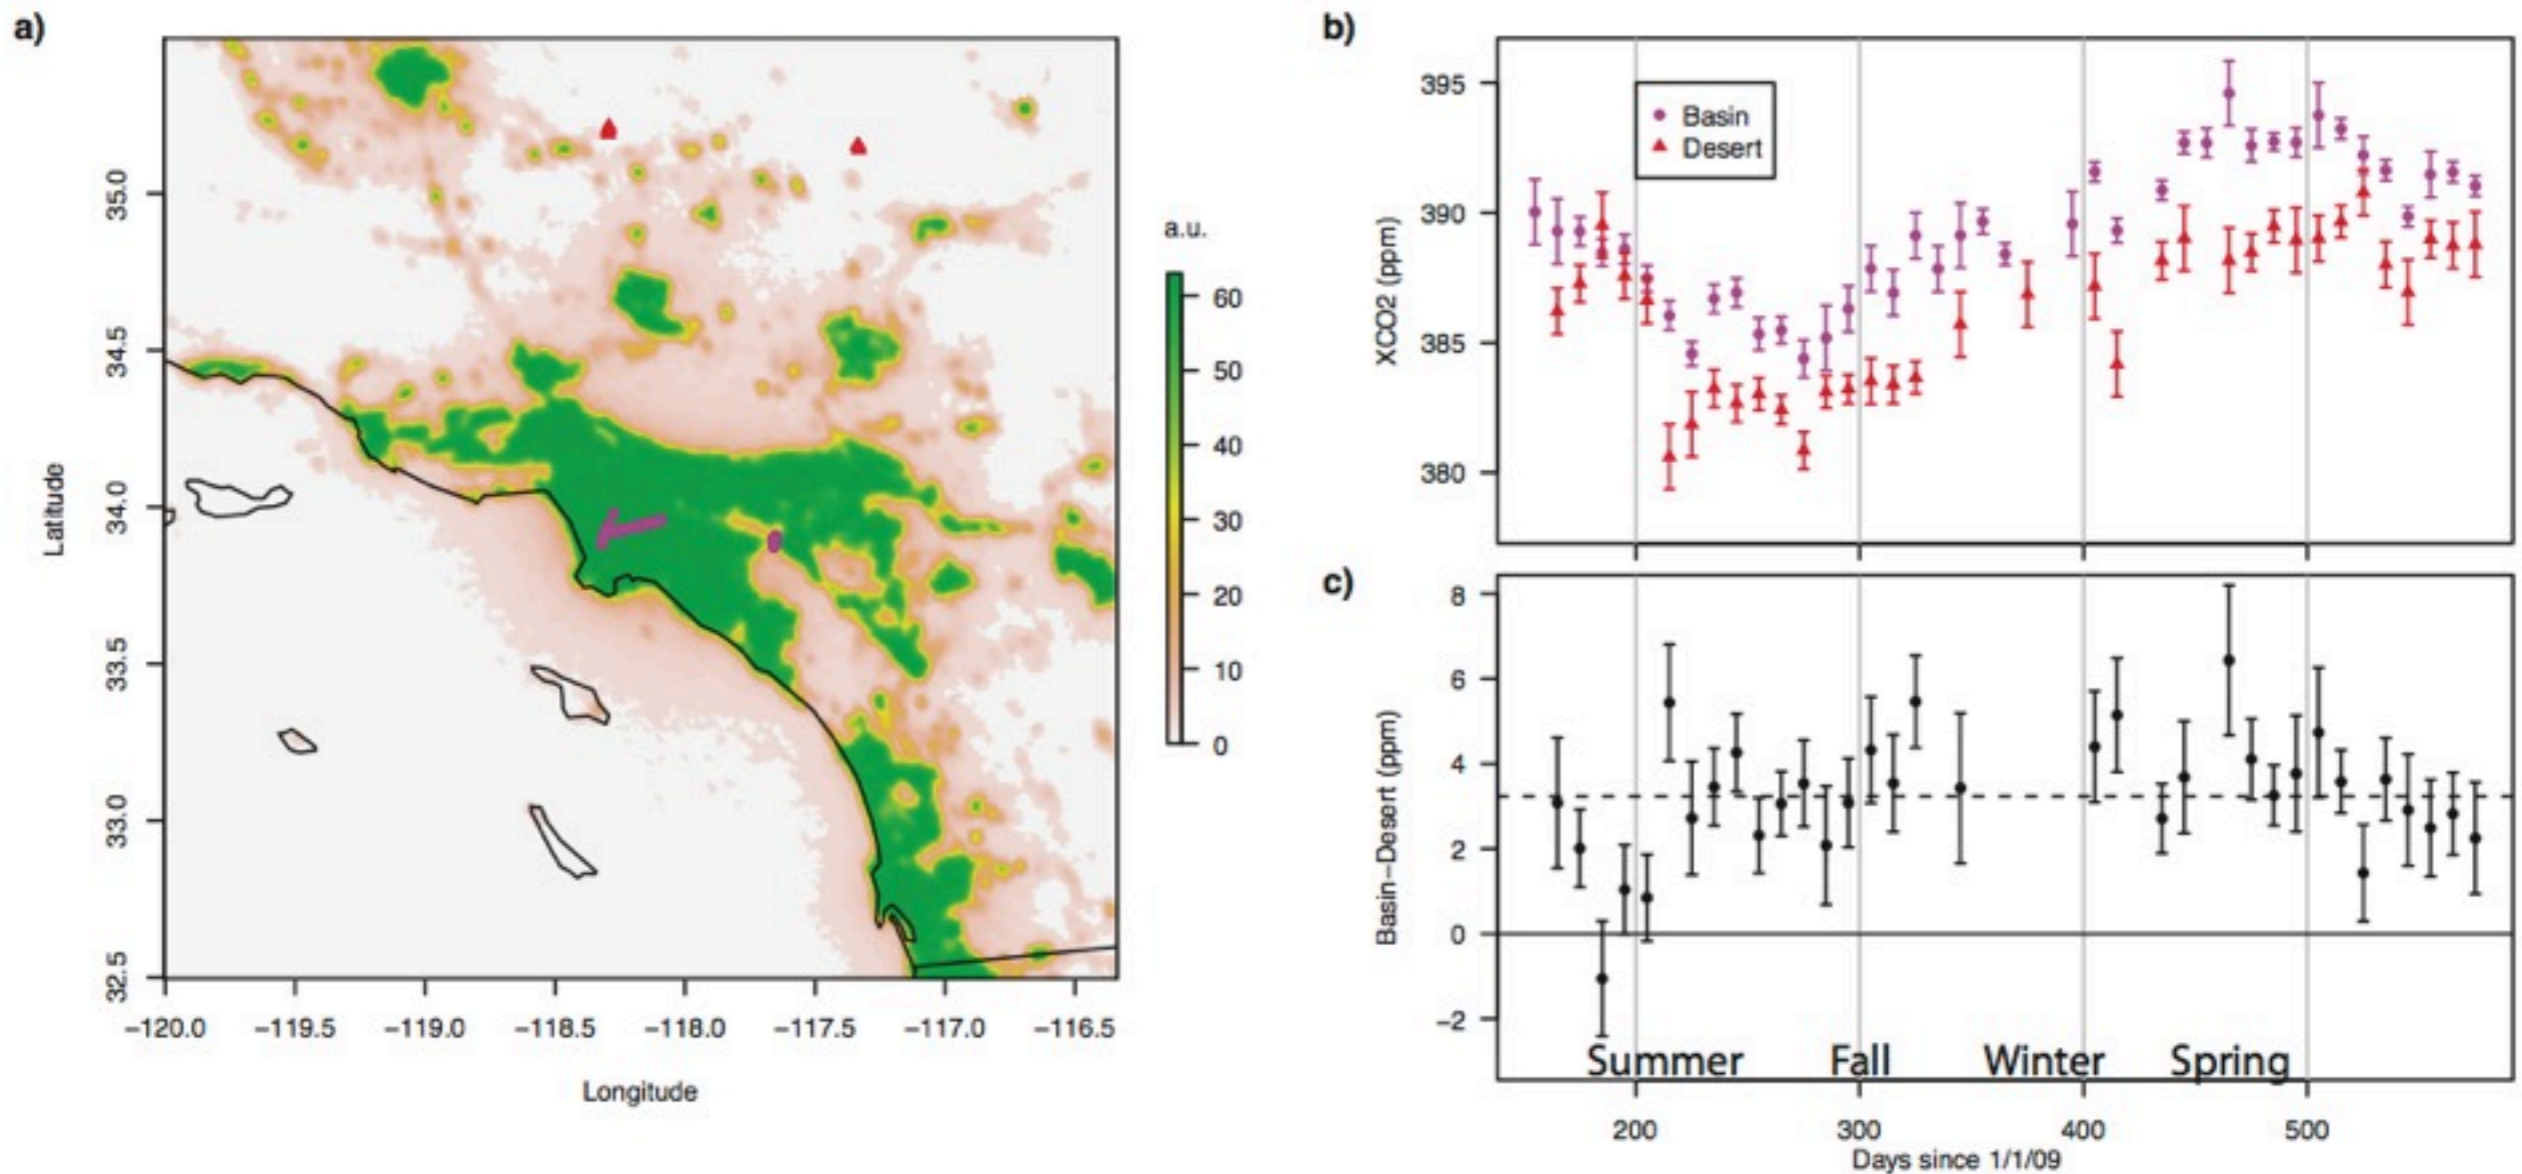 a)
35.0
34.5
34.0
33.5
33.0
32.5
Latitude
−120.0 −119.5 −119.0 −118.5 −118.0 −117.5 −117.0 −116.5
Longitude
a.u.
60
50
40
30
20
10
0
b)
395
390
385
380
XCO2 (ppm)
Basin
Desert
c)
8
6
4
2
0
−2
Basin−Desert (ppm)
Summer Fall Winter Spring
200 300 400 500
Days since 1/1/09